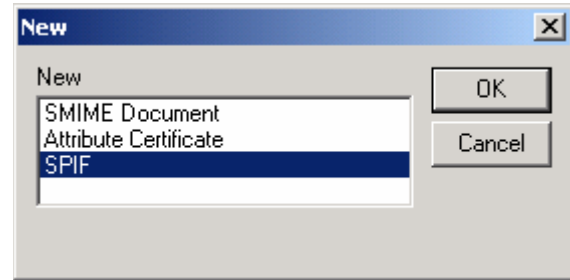 New
New
OK
SMIME Document
Attribute Certificate
Cancel
SPIF